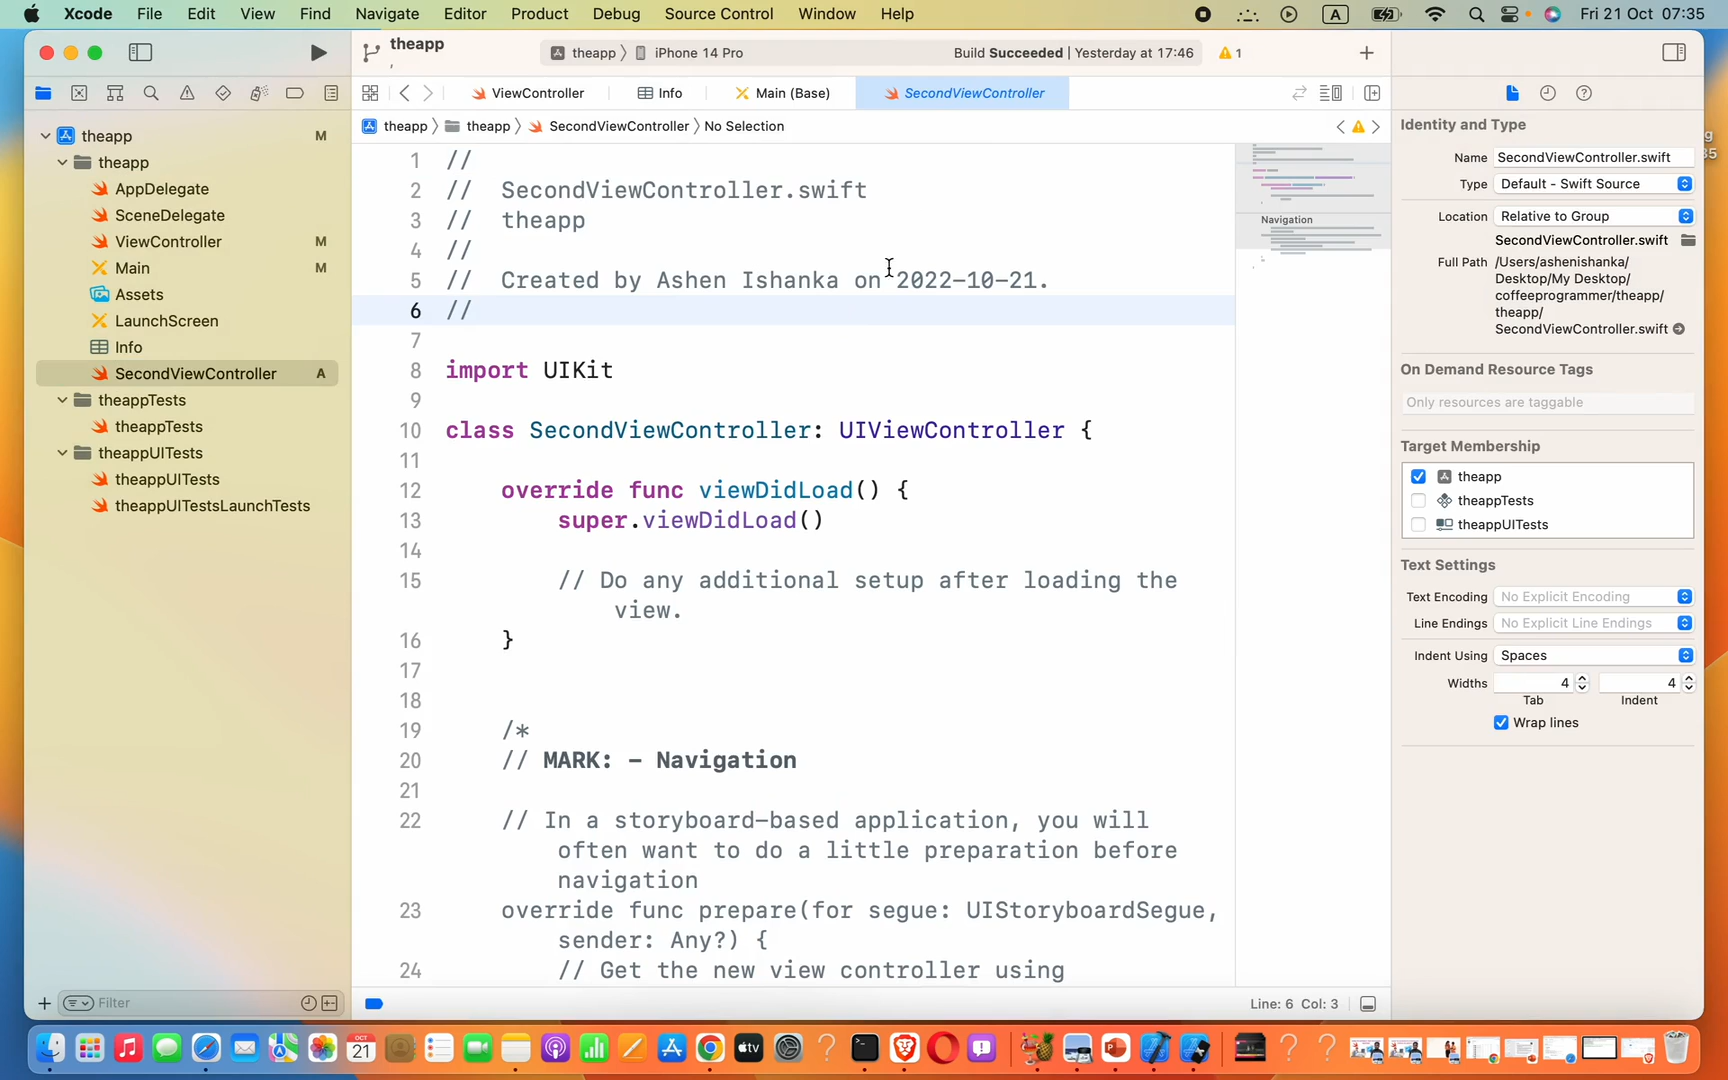 Xcode File Edit View Find Navigate Editor Product Debug Source Control Window Help A Fri 21 Oct 07:35
theapp
theapp 〉 iPhone 14 Pro Build Succeeded | Yesterday at 17:46 1
ViewController Info Main (Base) SecondViewController
theapp 〉 theapp 〉 SecondViewController 〉 No Selection
theapp M
theapp
AppDelegate
SceneDelegate
ViewController M
Main M
Assets
LaunchScreen
Info
SecondViewController A
theappTests
theappTests
theappUITests
theappUITests
theappUITestsLaunchTests
Filter
1 //
2 // SecondViewController.swift
3 // theapp
4 //
5 // Created by Ashen Ishanka on 2022-10-21.
6 //
7
8 import UIKit
9
10 class SecondViewController: UIViewController {
11
12 override func viewDidLoad() {
13 super.viewDidLoad()
14
15 // Do any additional setup after loading the
view.
16 }
17
18
19 /*
20 // MARK: - Navigation
21
22 // In a storyboard-based application, you will
often want to do a little preparation before
navigation
23 override func prepare(for segue: UIStoryboardSegue,
sender: Any?) {
24 // Get the new view controller using
Navigation
Line: 6 Col: 3
Identity and Type
Name SecondViewController.swift
Type Default - Swift Source
Location Relative to Group
SecondViewController.swift
Full Path /Users/ashenishanka/
Desktop/My Desktop/
coffeeprogrammer/theapp/
theapp/
SecondViewController.swift
On Demand Resource Tags
Only resources are taggable
Target Membership
theapp
theappTests
theappUITests
Text Settings
Text Encoding No Explicit Encoding
Line Endings No Explicit Line Endings
Indent Using Spaces
Widths 4 4
Tab Indent
Wrap lines
OCT
21
tv